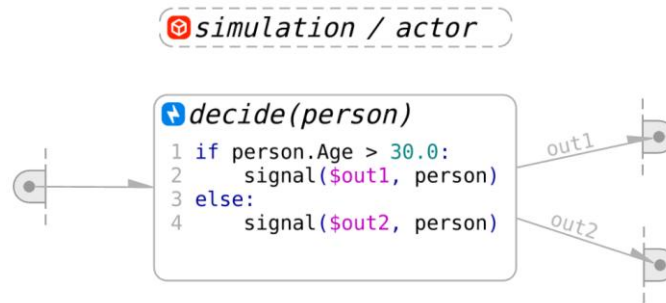 simulation / actor
decide(person)
1 if person.Age > 30.0:
2     signal($out1, person)
3 else:
4     signal($out2, person)
out1
out2